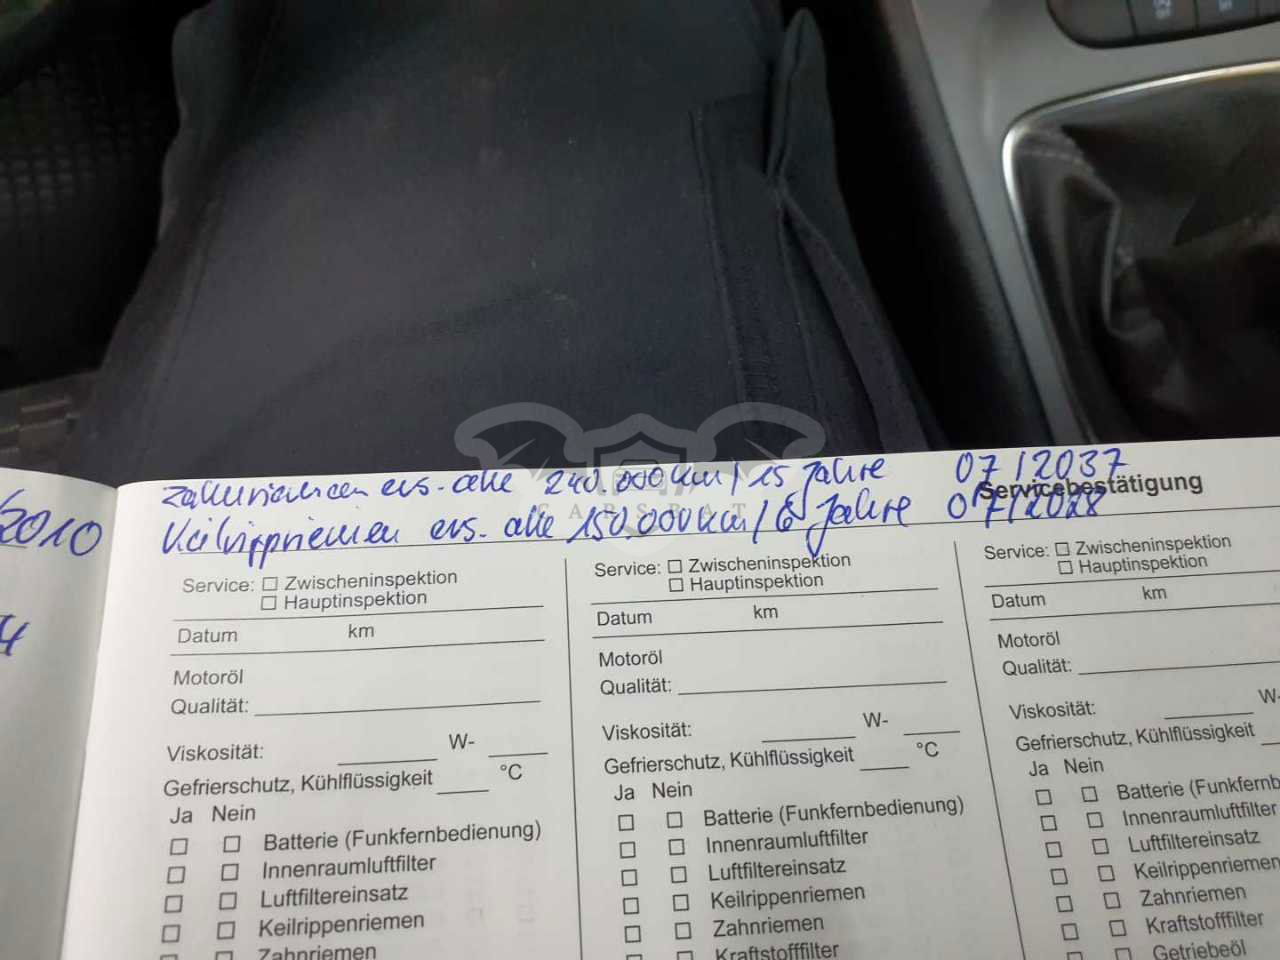 Zahnriemen ers. alle 240.000 km / 15 Jahre 07/2037
Keilrippriemen ers. alle 150.000 km / 6 Jahre 07/2028
Servicebestätigung
CARSBAT
2010
4
Service: Zwischeninspektion
Hauptinspektion
Datum km
Motoröl
Qualität:
Viskosität: W-
Gefrierschutz, Kühlflüssigkeit °C
Ja Nein
Batterie (Funkfernbedienung)
Innenraumluftfilter
Luftfiltereinsatz
Keilrippenriemen
Zahnriemen
Service: Zwischeninspektion
Hauptinspektion
Datum km
Motoröl
Qualität:
Viskosität: W-
Gefrierschutz, Kühlflüssigkeit °C
Ja Nein
Batterie (Funkfernbedienung)
Innenraumluftfilter
Luftfiltereinsatz
Keilrippenriemen
Zahnriemen
Kraftstofffilter
Service: Zwischeninspektion
Hauptinspektion
Datum km
Motoröl
Qualität:
Viskosität: W-
Gefrierschutz, Kühlflüssigkeit
Ja Nein
Batterie (Funkfernb
Innenraumluftfilter
Luftfiltereinsatz
Keilrippenriemen
Zahnriemen
Kraftstofffilter
Getriebeöl